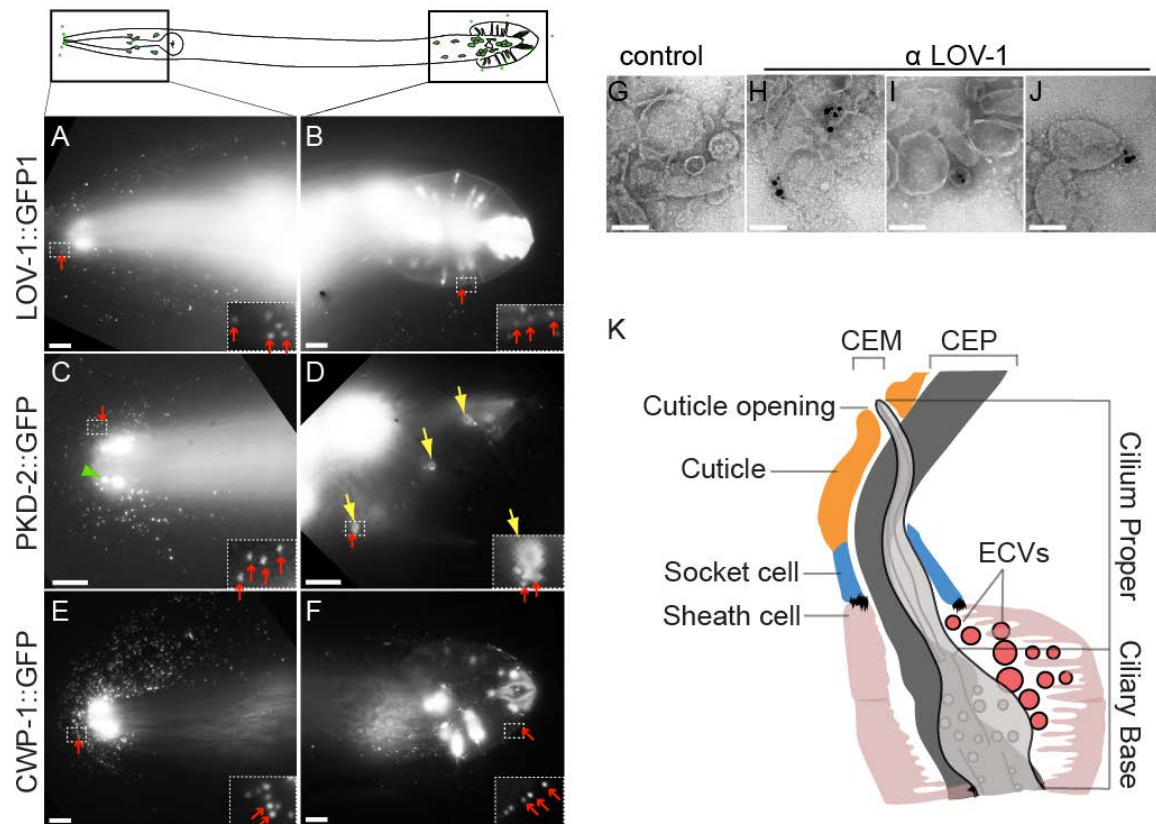 control
α LOV-1
G
H
I
J
A
B
LOV-1::GFP1
C
D
PKD-2::GFP
E
F
CWP-1::GFP
K
CEM
CEP
Cuticle opening
Cuticle
Socket cell
Sheath cell
ECVs
Cilium Proper
Ciliary Base